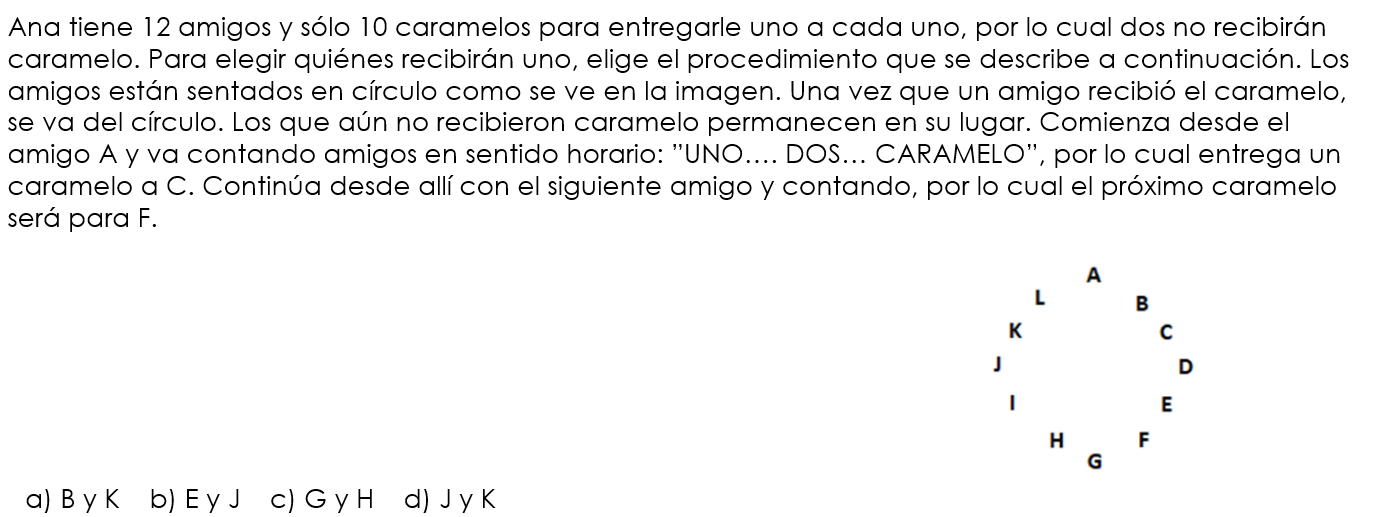 Ana tiene 12 amigos y sólo 10 caramelos para entregarle uno a cada uno, por lo cual dos no recibirán
caramelo. Para elegir quiénes recibirán uno, elige el procedimiento que se describe a continuación. Los
amigos están sentados en círculo como se ve en la imagen. Una vez que un amigo recibió el caramelo,
se va del círculo. Los que aún no recibieron caramelo permanecen en su lugar. Comienza desde el
amigo A y va contando amigos en sentido horario: ”UNO…. DOS… CARAMELO”, por lo cual entrega un
caramelo a C. Continúa desde allí con el siguiente amigo y contando, por lo cual el próximo caramelo
será para F.
A
L
B
K
C
J
D
I
E
H
F
G
a) B y K b) E y J c) G y H d) J y K